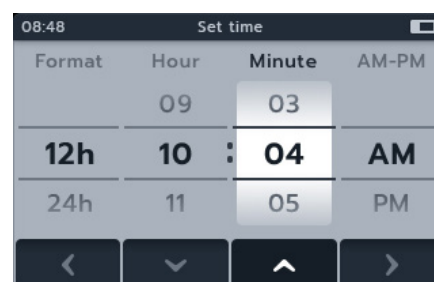 08:48 Set time
Format Hour Minute AM-PM
09 03
12h 10 : 04 AM
24h 11 05 PM